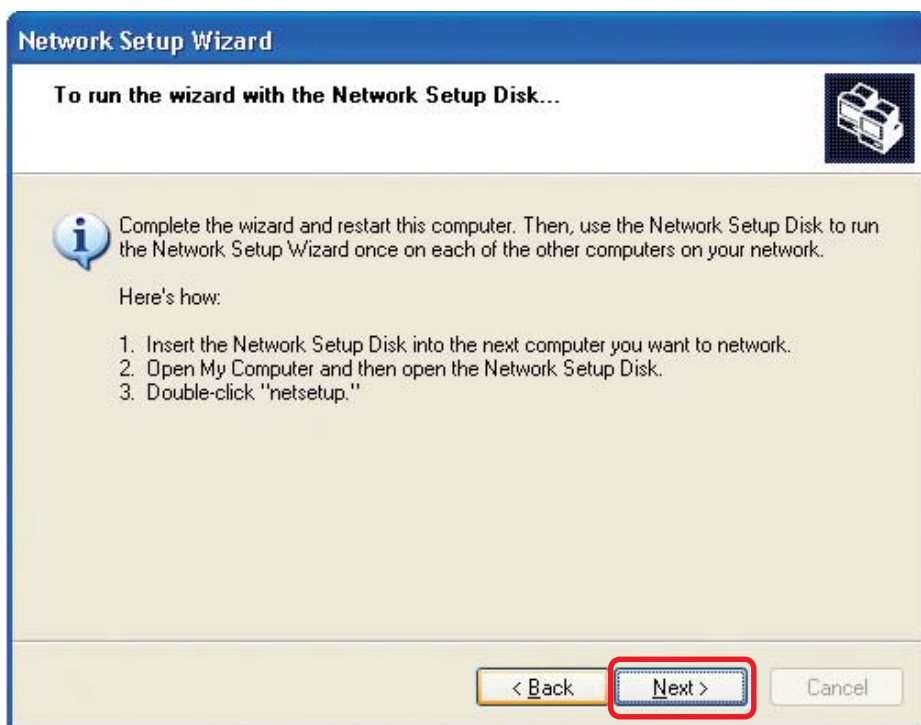 Network Setup Wizard
To run the wizard with the Network Setup Disk...
Complete the wizard and restart this computer. Then, use the Network Setup Disk to run
the Network Setup Wizard once on each of the other computers on your network.
Here's how:
1. Insert the Network Setup Disk into the next computer you want to network.
2. Open My Computer and then open the Network Setup Disk.
3. Double-click "netsetup."
< Back
Next >
Cancel